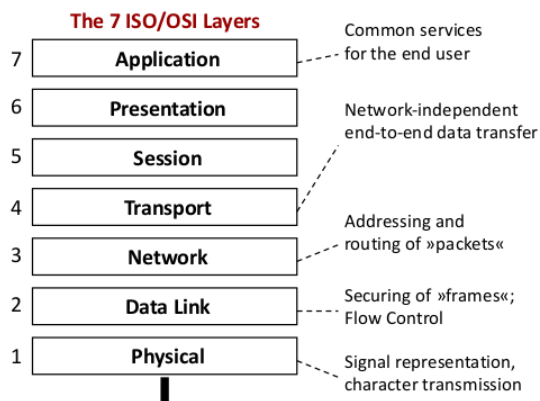 The 7 ISO/OSI Layers
7 Application
Common services
for the end user
6 Presentation
Network-independent
end-to-end data transfer
5 Session
4 Transport
Addressing and
routing of »packets«
3 Network
2 Data Link
Securing of »frames«;
Flow Control
1 Physical
Signal representation,
character transmission